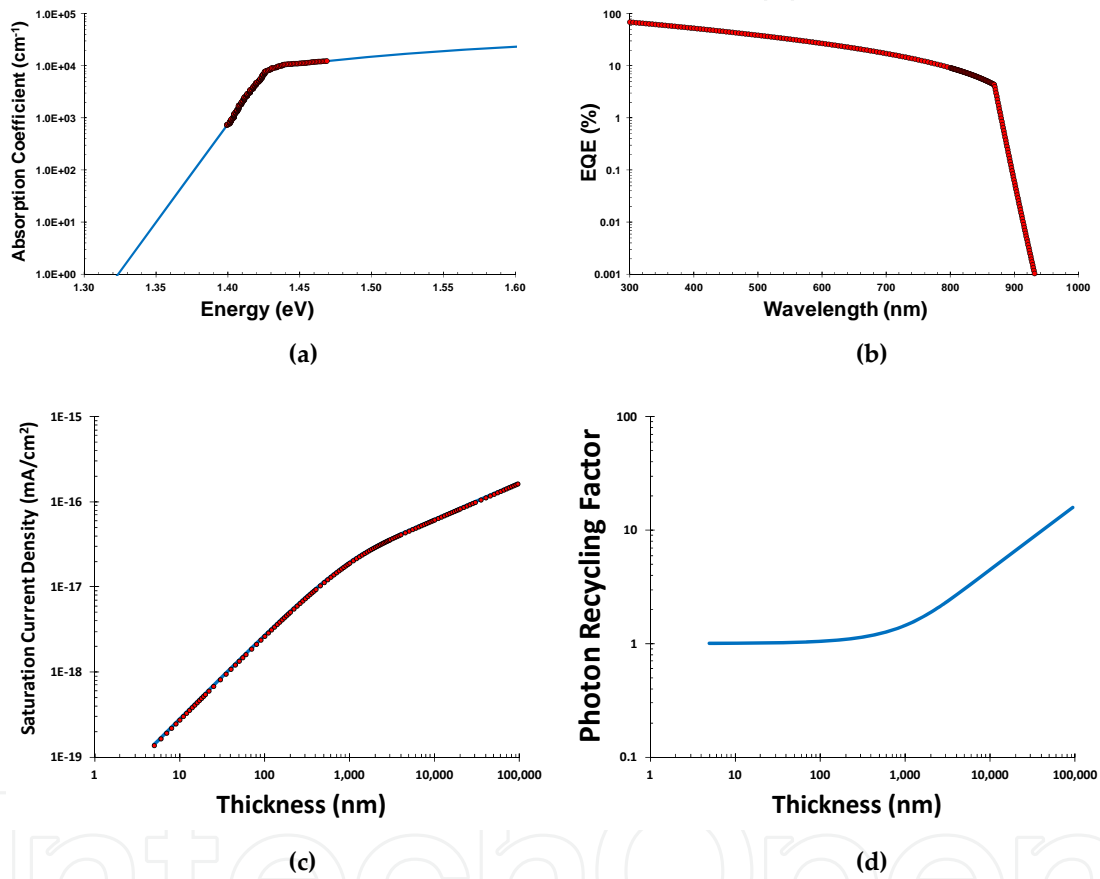 1.0E+05
1.0E+04
1.0E+03
1.0E+02
1.0E+01
1.0E+00
Absorption Coefficient (cm⁻¹)
1.30 1.35 1.40 1.45 1.50 1.55 1.60
Energy (eV)
(a)
100
10
1
0.1
0.01
0.001
EQE (%)
300 400 500 600 700 800 900 1000
Wavelength (nm)
(b)
1E-15
1E-16
1E-17
1E-18
1E-19
Saturation Current Density (mA/cm²)
1 10 100 1,000 10,000 100,000
Thickness (nm)
(c)
100
10
1
0.1
Photon Recycling Factor
1 10 100 1,000 10,000 100,000
Thickness (nm)
(d)
IntechOpen